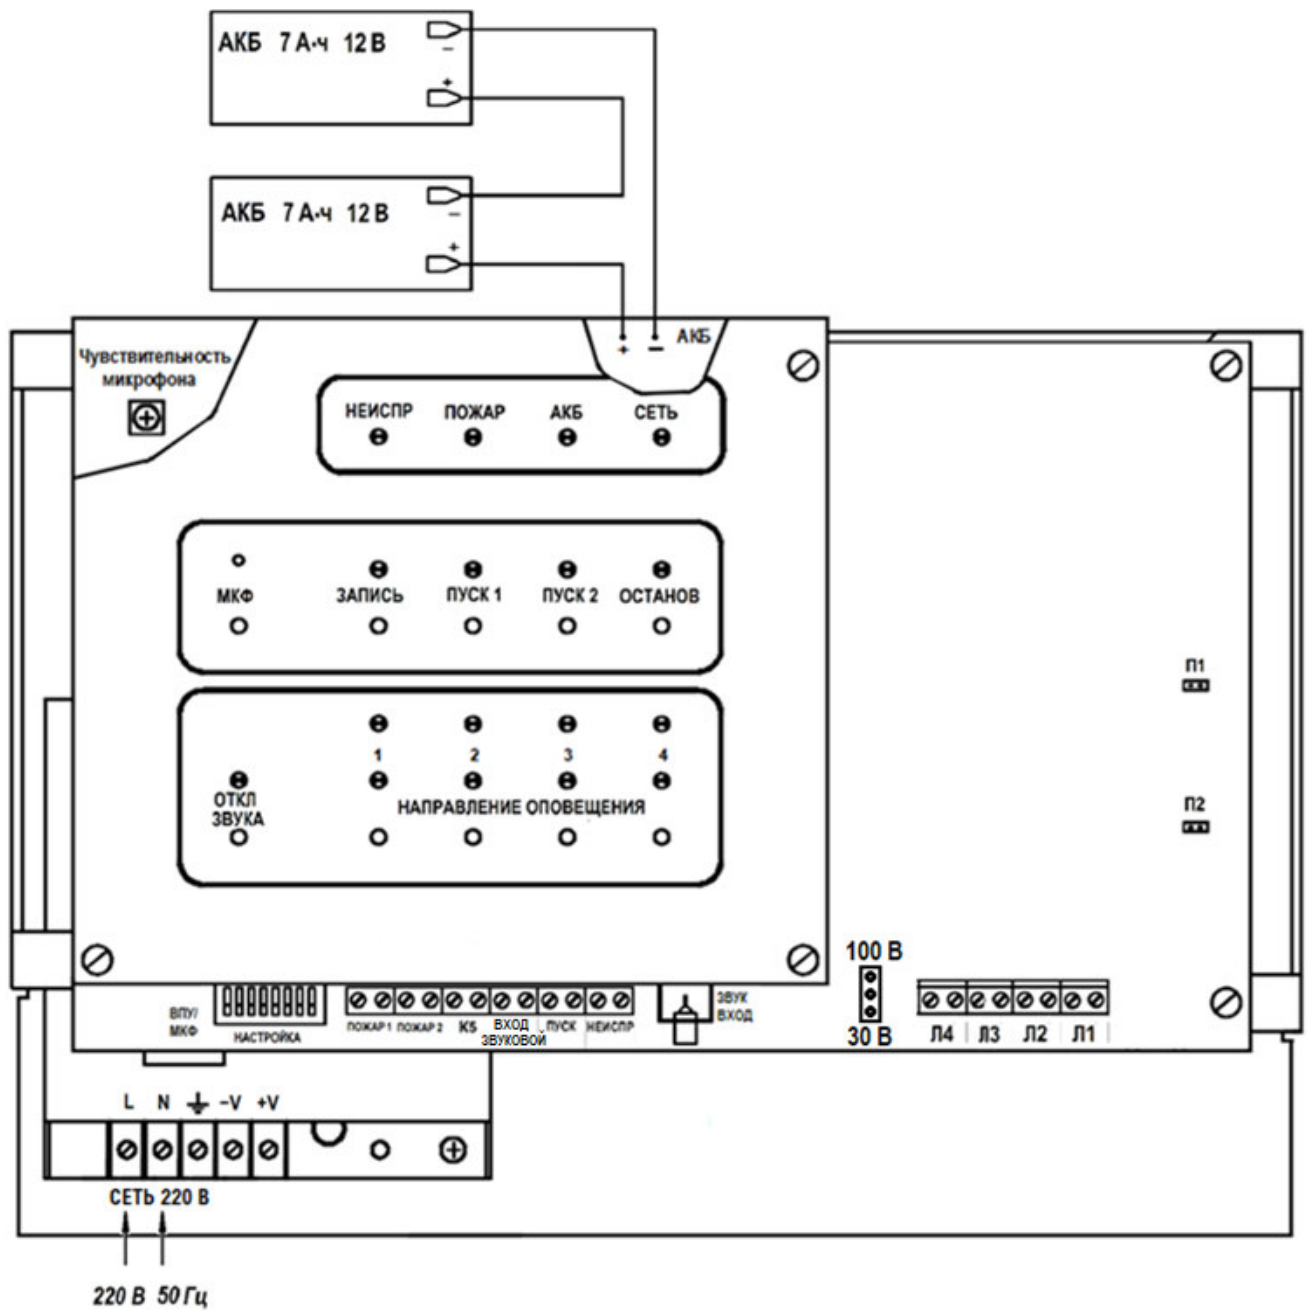 АКБ 7 А·ч 12 В
−
+
АКБ 7 А·ч 12 В
−
+
+ − АКБ
Чувствительность
микрофона
НЕИСПР ПОЖАР АКБ СЕТЬ
МКФ ЗАПИСЬ ПУСК 1 ПУСК 2 ОСТАНОВ
1 2 3 4
ОТКЛ
ЗВУКА
НАПРАВЛЕНИЕ ОПОВЕЩЕНИЯ
П1
П2
100 В
30 В
ВПУ/
МКФ
НАСТРОЙКА
ПОЖАР 1 ПОЖАР 2 К5 ВХОД
ЗВУКОВОЙ
ПУСК НЕИСПР
ЗВУК
ВХОД
Л4 Л3 Л2 Л1
L N −V +V
СЕТЬ 220 В
220 В 50 Гц